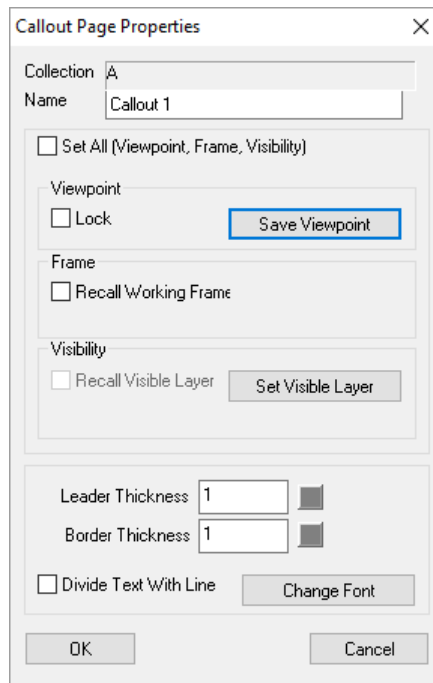 Callout Page Properties
Collection A
Name Callout 1
Set All (Viewpoint, Frame, Visibility)
Viewpoint
Lock Save Viewpoint
Frame
Recall Working Frame
Visibility
Recall Visible Layer Set Visible Layer
Leader Thickness 1
Border Thickness 1
Divide Text With Line Change Font
OK Cancel